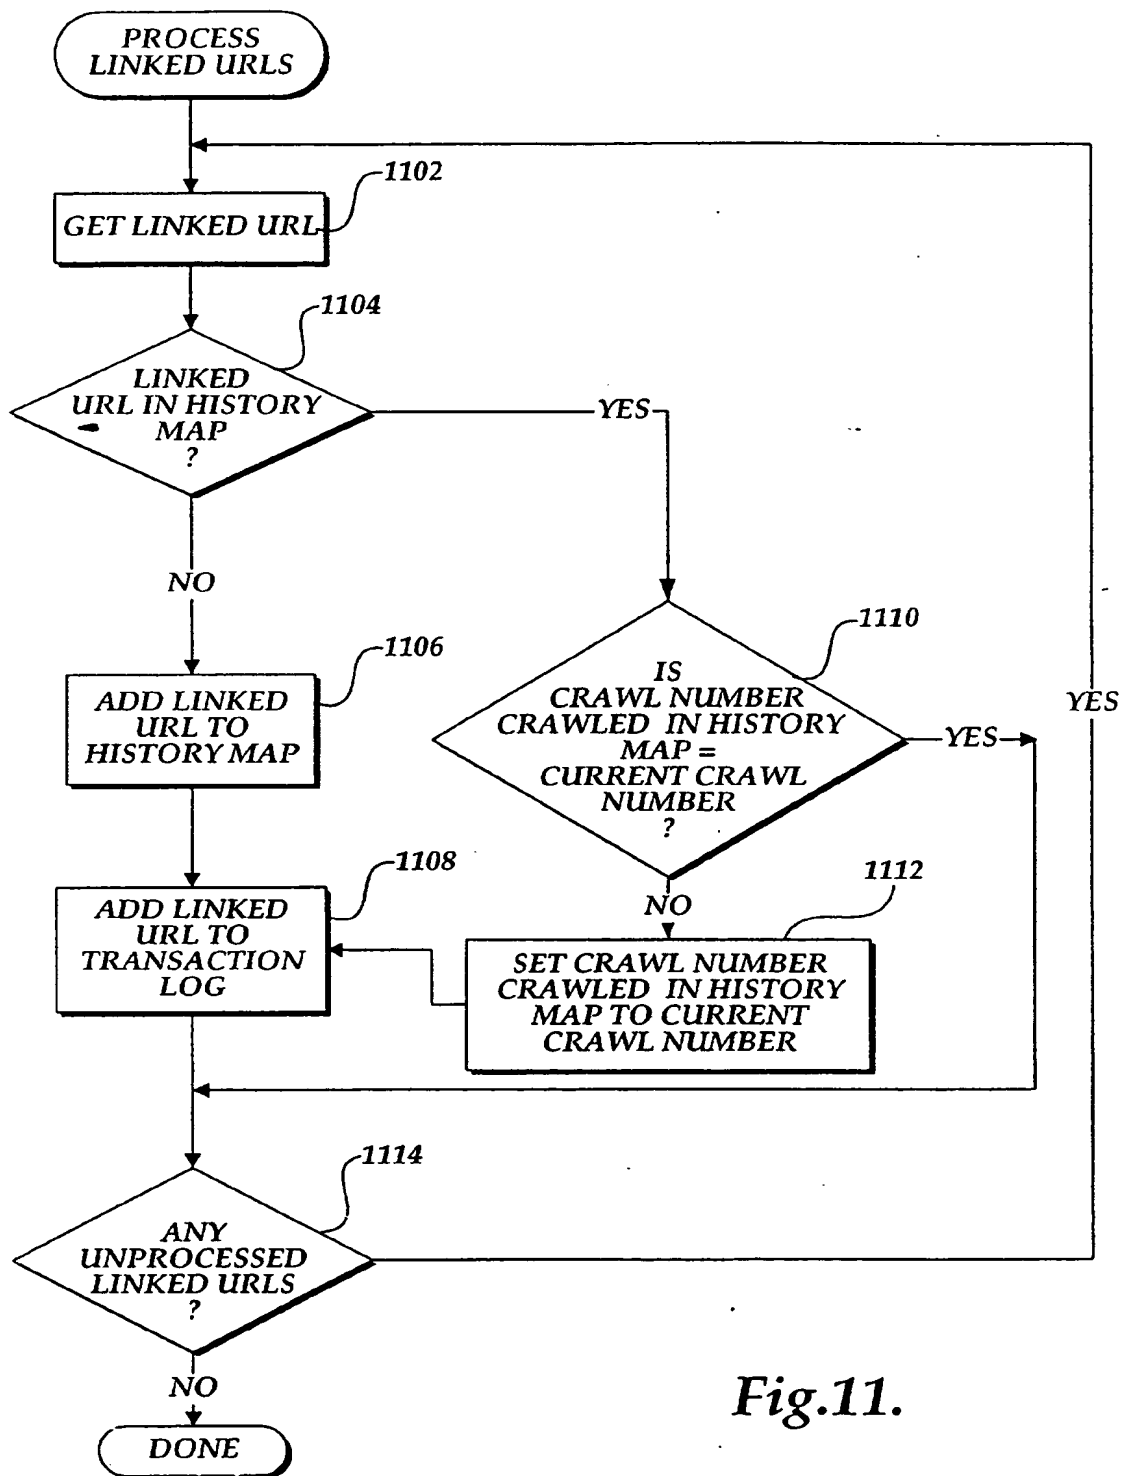 PROCESS
LINKED URLS
1102
GET LINKED URL
1104
LINKED
URL IN HISTORY
MAP
?
YES
NO
1106
ADD LINKED
URL TO
HISTORY MAP
1110
IS
CRAWL NUMBER
CRAWLED IN HISTORY
MAP =
CURRENT CRAWL
NUMBER
?
YES
YES
1108
ADD LINKED
URL TO
TRANSACTION
LOG
NO
1112
SET CRAWL NUMBER
CRAWLED IN HISTORY
MAP TO CURRENT
CRAWL NUMBER
1114
ANY
UNPROCESSED
LINKED URLS
?
NO
DONE
Fig.11.